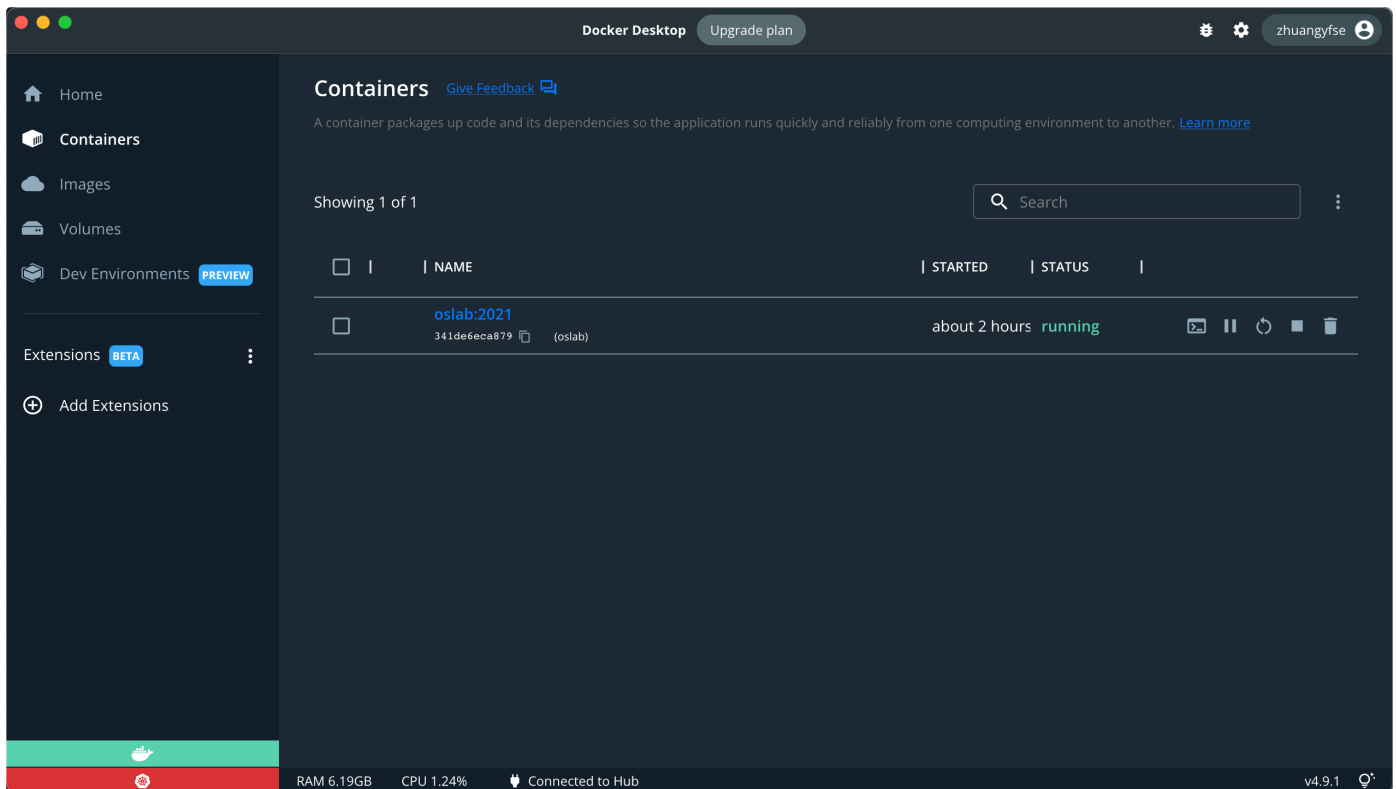 Docker Desktop Upgrade plan zhuangyfse
Home
Containers
Images
Volumes
Dev Environments PREVIEW
Extensions BETA
Add Extensions
Containers Give Feedback
A container packages up code and its dependencies so the application runs quickly and reliably from one computing environment to another. Learn more
Showing 1 of 1 Search
NAME STARTED STATUS
oslab:2021
341de6eca879 (oslab) about 2 hours running
RAM 6.19GB CPU 1.24% Connected to Hub v4.9.1